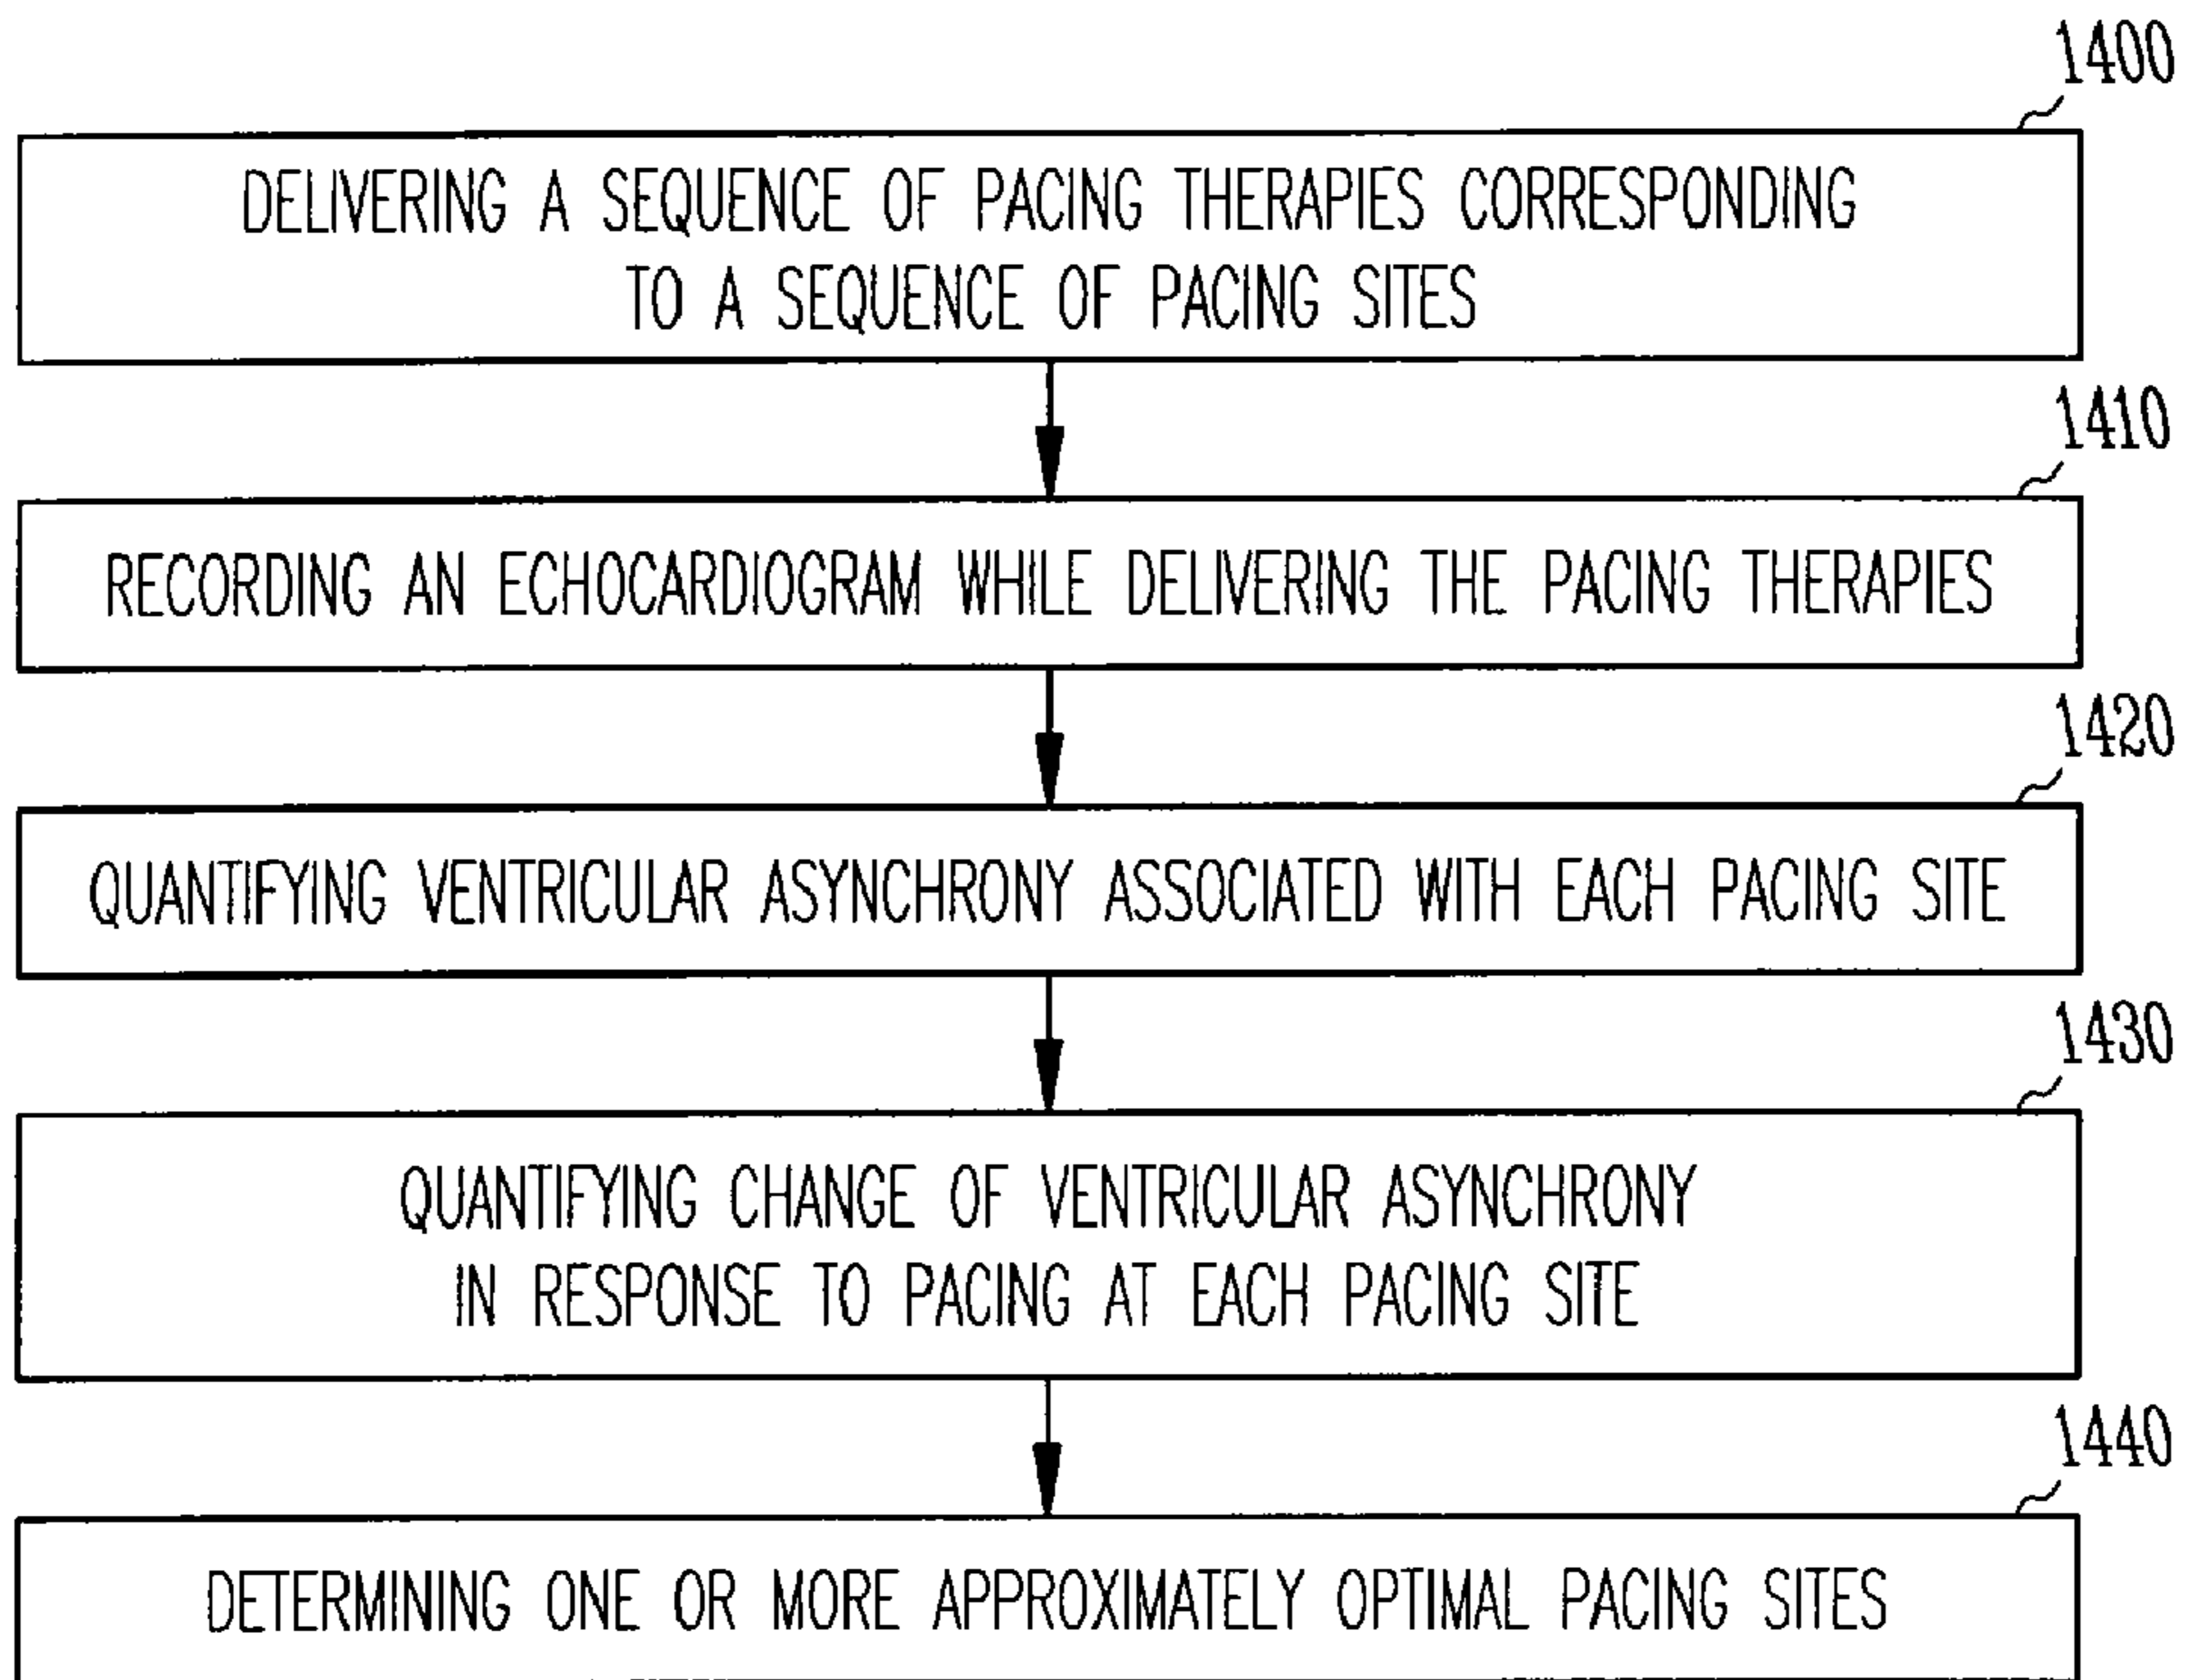 1400
DELIVERING A SEQUENCE OF PACING THERAPIES CORRESPONDING
TO A SEQUENCE OF PACING SITES
1410
RECORDING AN ECHOCARDIOGRAM WHILE DELIVERING THE PACING THERAPIES
1420
QUANTIFYING VENTRICULAR ASYNCHRONY ASSOCIATED WITH EACH PACING SITE
1430
QUANTIFYING CHANGE OF VENTRICULAR ASYNCHRONY
IN RESPONSE TO PACING AT EACH PACING SITE
1440
DETERMINING ONE OR MORE APPROXIMATELY OPTIMAL PACING SITES